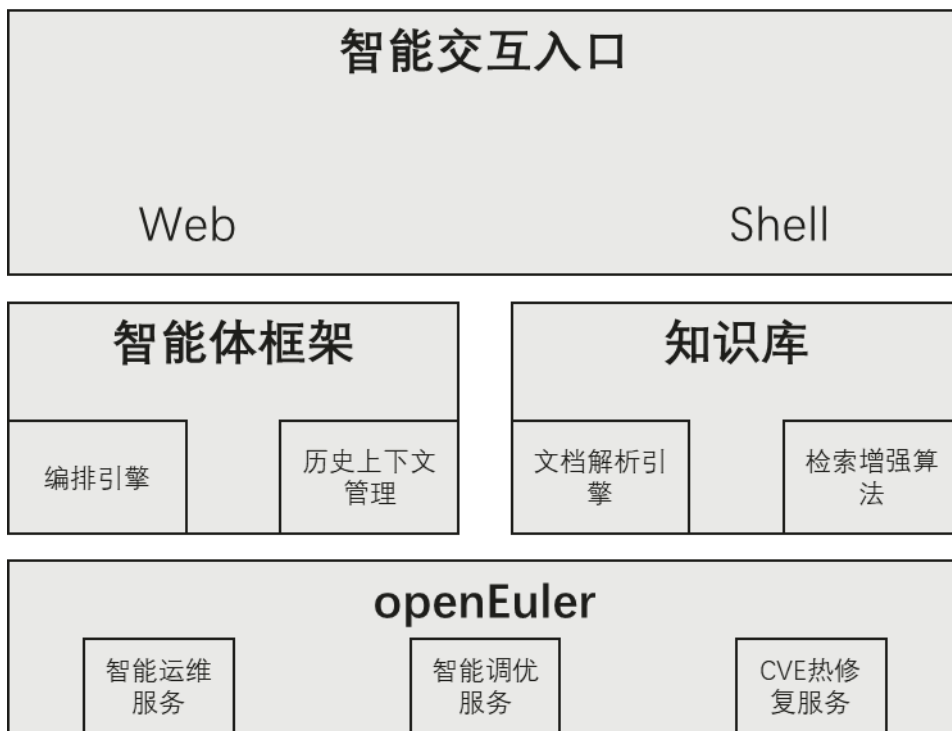 智能交互入口
Web
Shell
智能体框架
知识库
编排引擎
历史上下文
管理
文档解析引
擎
检索增强算
法
openEuler
智能运维
服务
智能调优
服务
CVE热修
复服务